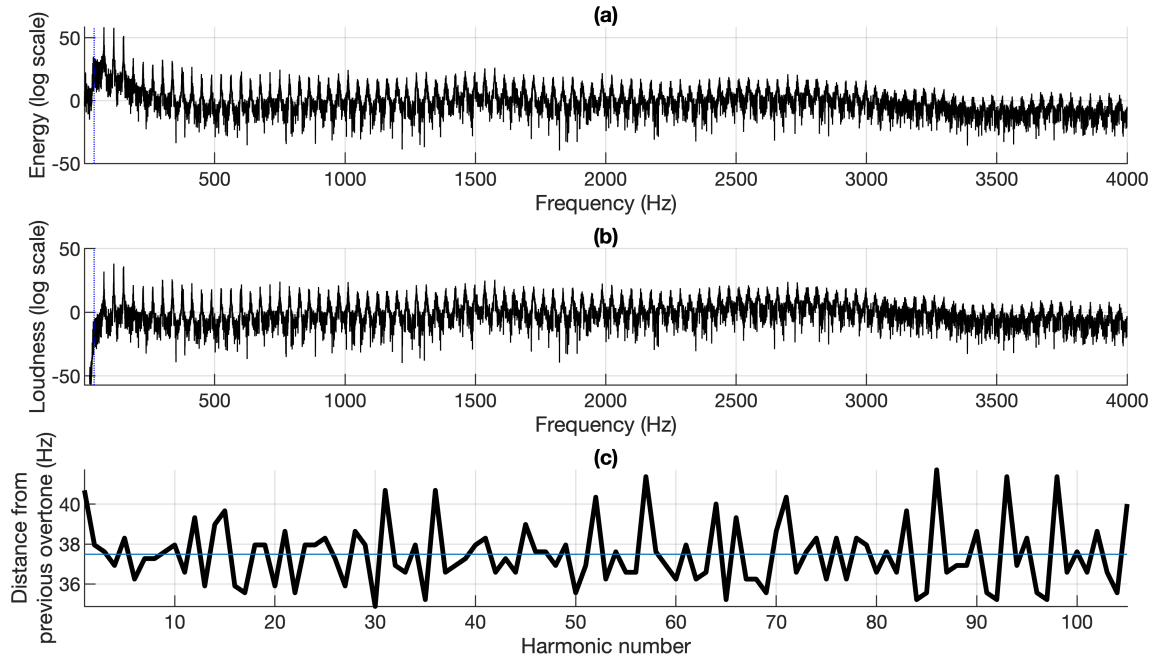 (a)
Energy (log scale)
50
0
-50
500 1000 1500 2000 2500 3000 3500 4000
Frequency (Hz)
(b)
Loudness (log scale)
50
0
-50
500 1000 1500 2000 2500 3000 3500 4000
Frequency (Hz)
(c)
Distance from
previous overtone (Hz)
40
38
36
10 20 30 40 50 60 70 80 90 100
Harmonic number